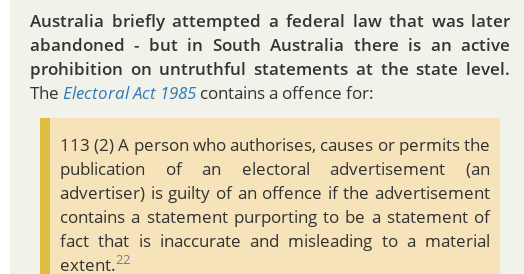 Australia briefly attempted a federal law that was later
abandoned - but in South Australia there is an active
prohibition on untruthful statements at the state level.
The Electoral Act 1985 contains a offence for:
113 (2) A person who authorises, causes or permits the
publication of an electoral advertisement (an
advertiser) is guilty of an offence if the advertisement
contains a statement purporting to be a statement of
fact that is inaccurate and misleading to a material
extent.22